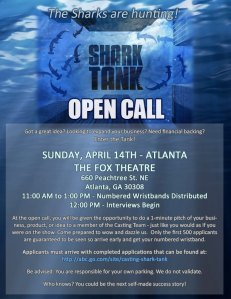 The Sharks are hunting!
SHARK
TANK
OPEN CALL
Got a great idea? Looking to expand your business? Need financial backing?
Enter the Tank!
SUNDAY, APRIL 14TH - ATLANTA
THE FOX THEATRE
660 Peachtree St. NE
Atlanta, GA 30308
11:00 AM to 1:00 PM - Numbered Wristbands Distributed
12:00 PM - Interviews Begin
At the open call, you will be given the opportunity to do a 1-minute pitch of your busi-
ness, product, or idea to a member of the Casting Team - just like you would as if you
were on the show. Come prepared to wow and dazzle us. Only the first 500 applicants
are guaranteed to be seen so arrive early and get your numbered wristband.
Applicants must arrive with completed applications that can be found at:
http://abc.go.com/site/casting-shark-tank
Be advised: You are responsible for your own parking. We do not validate.
Who knows? You could be the next self-made success story!